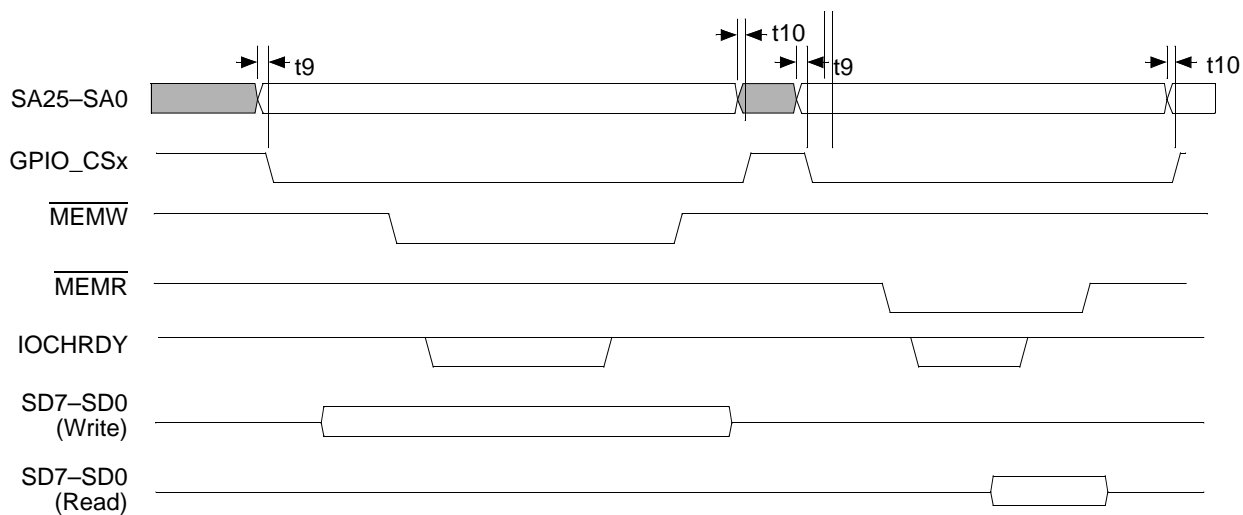 t10
t9
t9
t10
SA25–SA0
GPIO_CSx
MEMW
MEMR
IOCHRDY
SD7–SD0
(Write)
SD7–SD0
(Read)